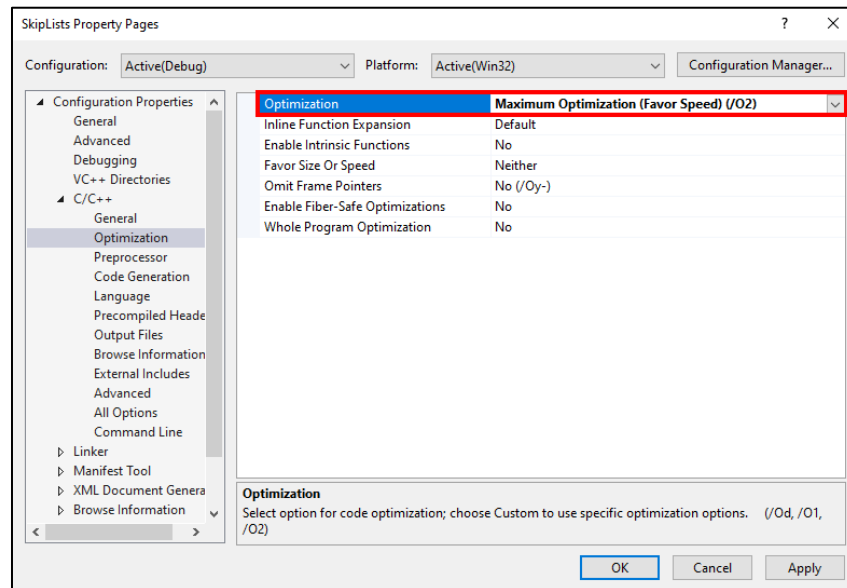 SkipLists Property Pages ? ×
Configuration: Active(Debug) Platform: Active(Win32) Configuration Manager...
Configuration Properties
General
Advanced
Debugging
VC++ Directories
C/C++
General
Optimization
Preprocessor
Code Generation
Language
Precompiled Heade
Output Files
Browse Information
External Includes
Advanced
All Options
Command Line
Linker
Manifest Tool
XML Document Genera
Browse Information
Optimization Maximum Optimization (Favor Speed) (/O2)
Inline Function Expansion Default
Enable Intrinsic Functions No
Favor Size Or Speed Neither
Omit Frame Pointers No (/Oy-)
Enable Fiber-Safe Optimizations No
Whole Program Optimization No
Optimization
Select option for code optimization; choose Custom to use specific optimization options. (/Od, /O1,
/O2)
OK Cancel Apply